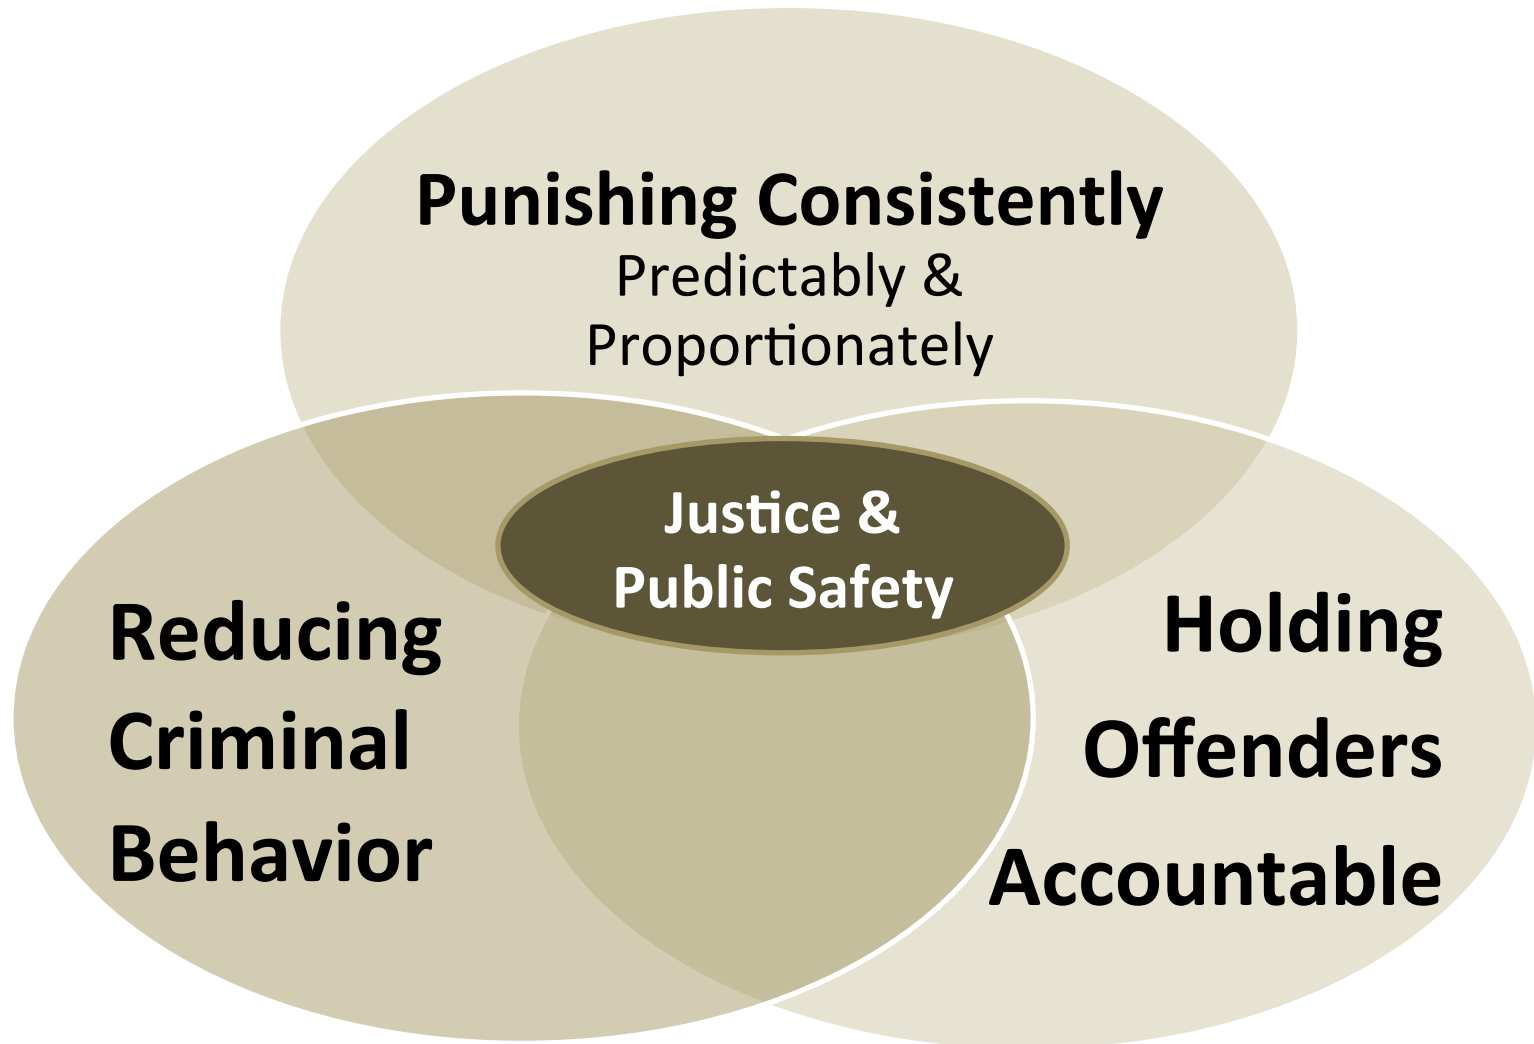 Punishing Consistently
Predictably &
Proportionately
Justice &
Public Safety
Reducing
Criminal
Behavior
Holding
Offenders
Accountable